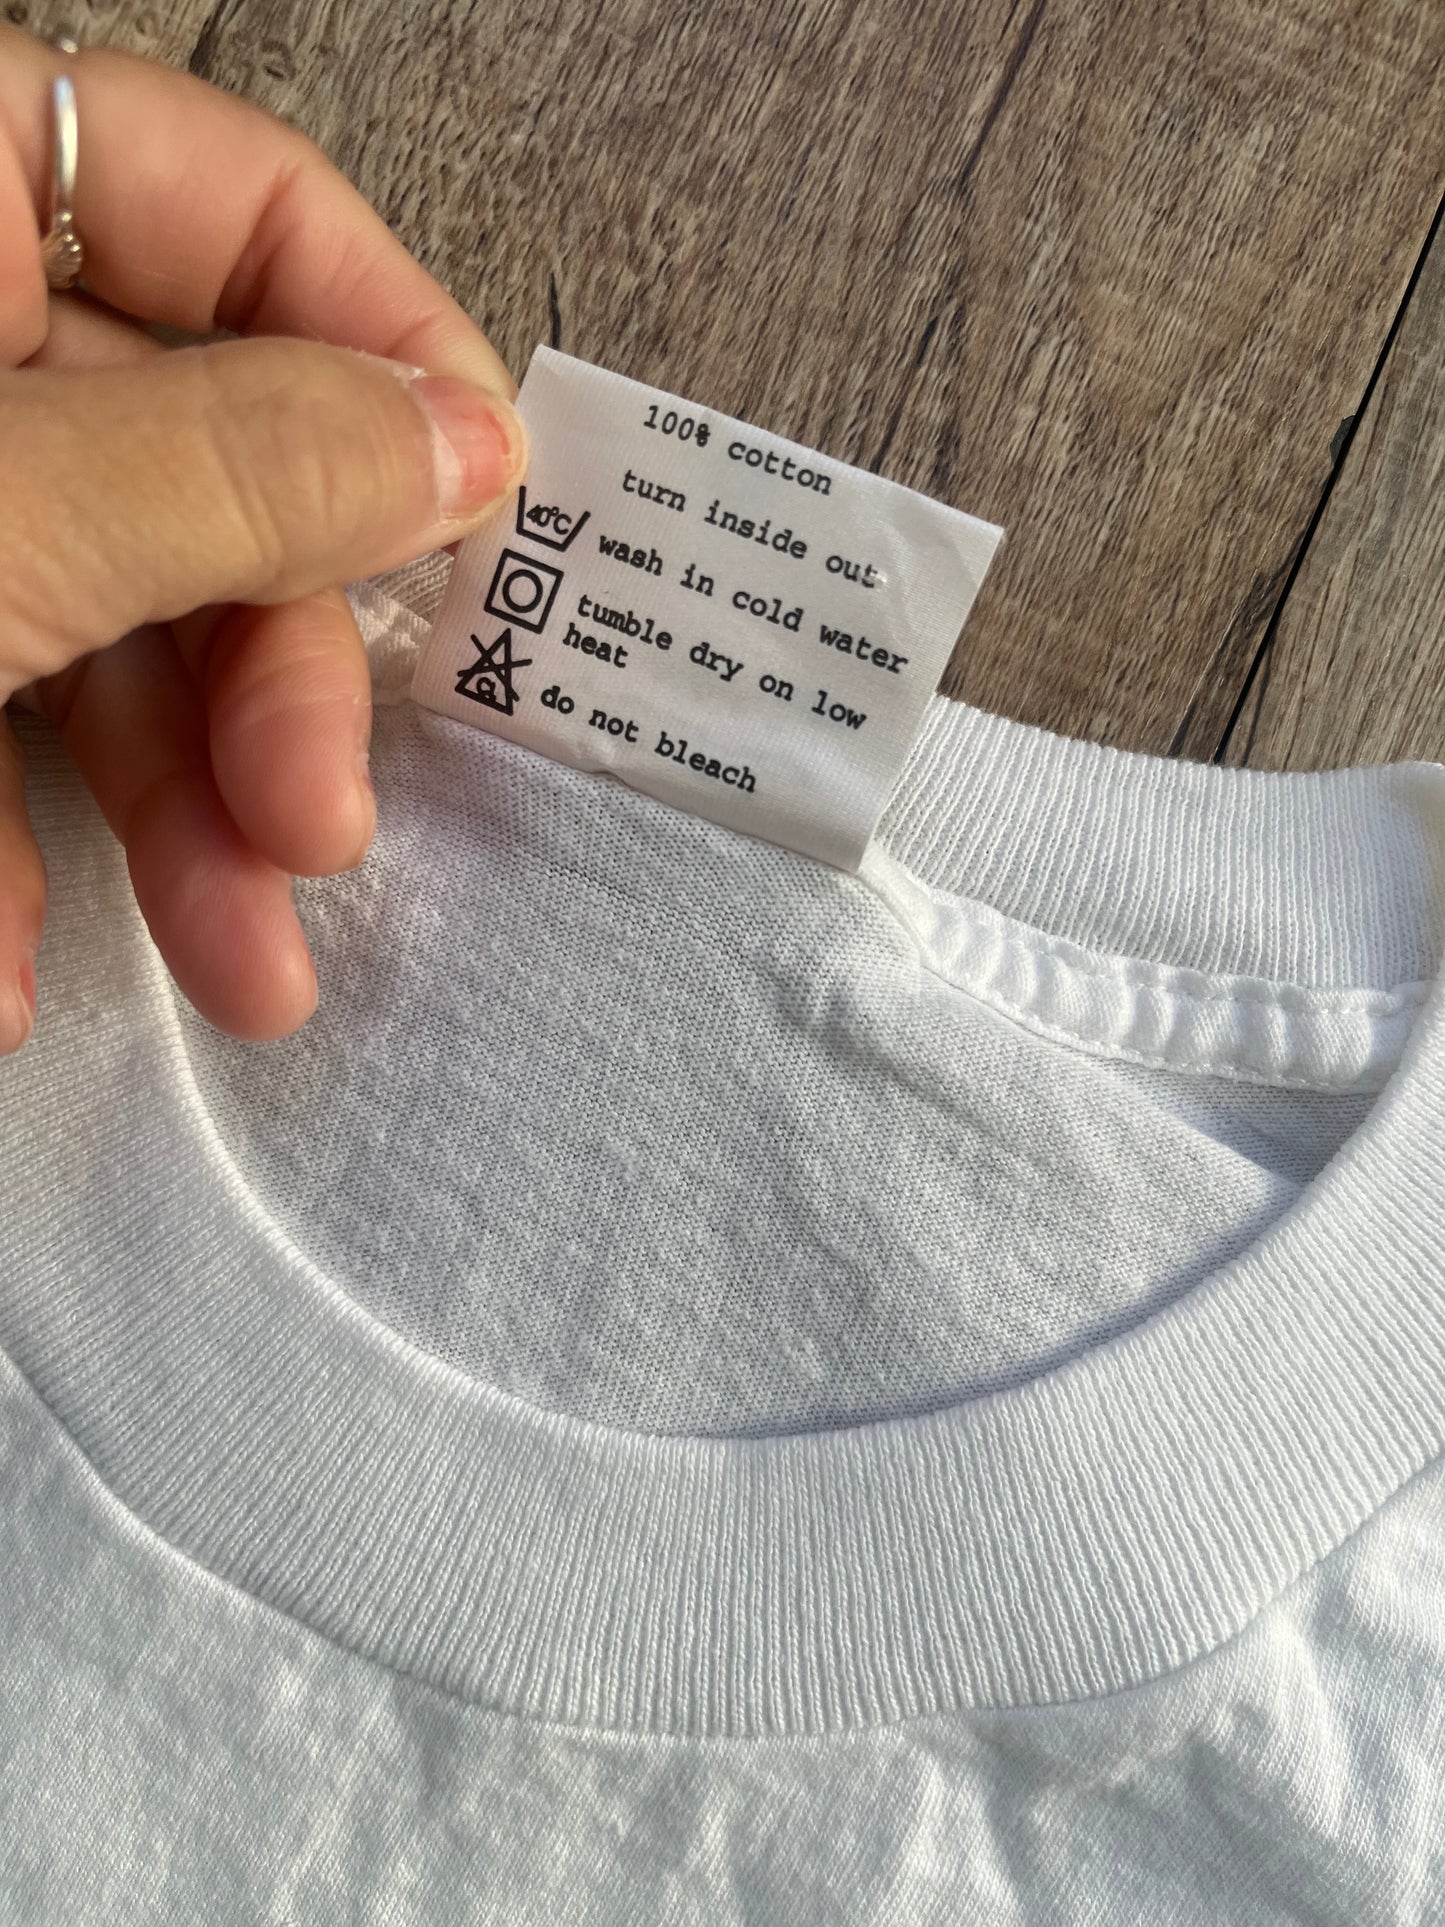 100% cotton
turn inside out
40°C wash in cold water
tumble dry on low
heat
do not bleach